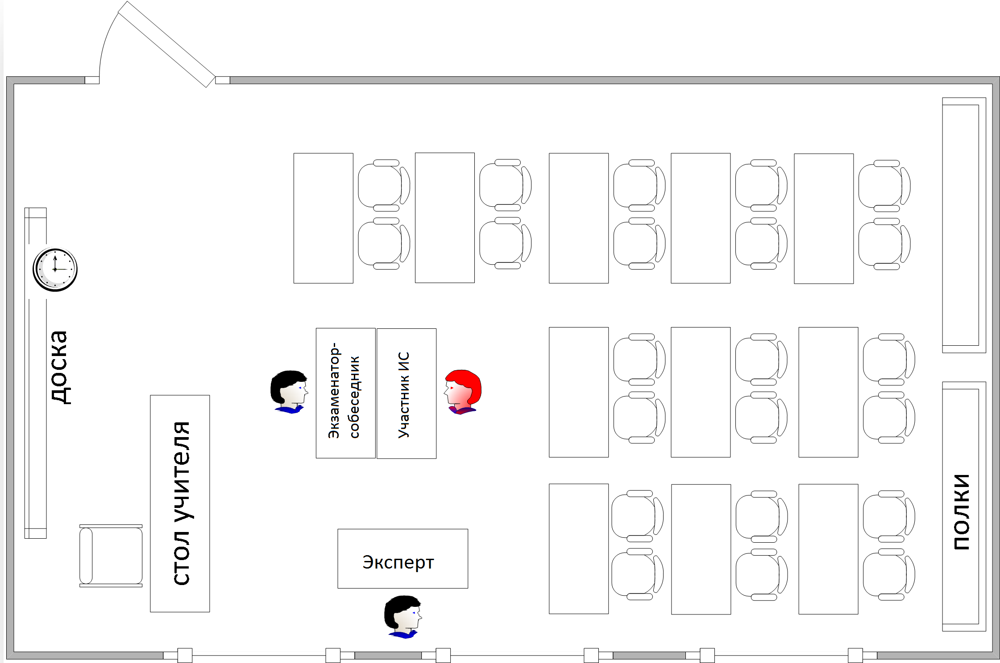 доска
стол учителя
Экзаменатор-
собеседник
Участник ИС
Эксперт
полки